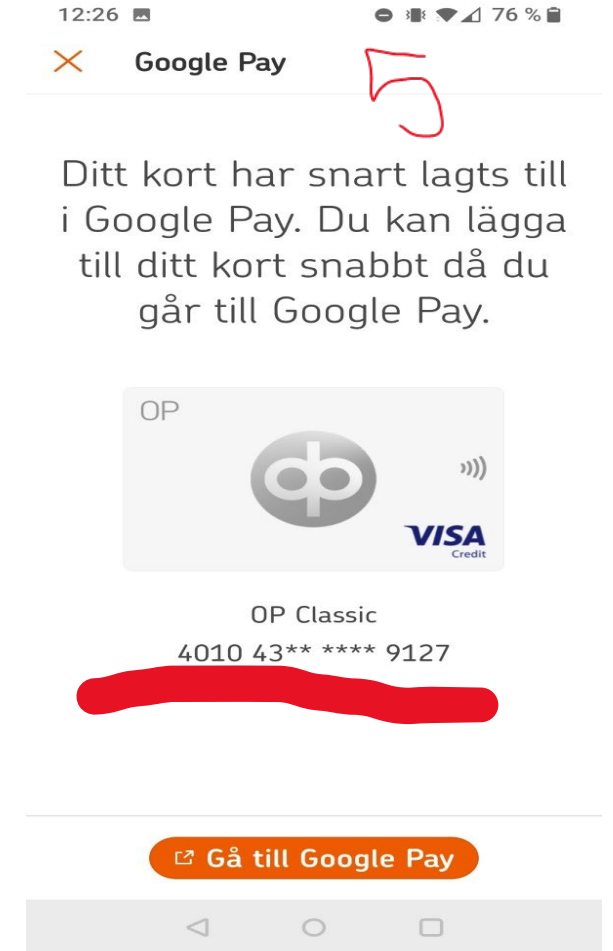 12:26 76 %
Google Pay
Ditt kort har snart lagts till
i Google Pay. Du kan lägga
till ditt kort snabbt då du
går till Google Pay.
OP
VISA
Credit
OP Classic
4010 43** **** 9127
Gå till Google Pay